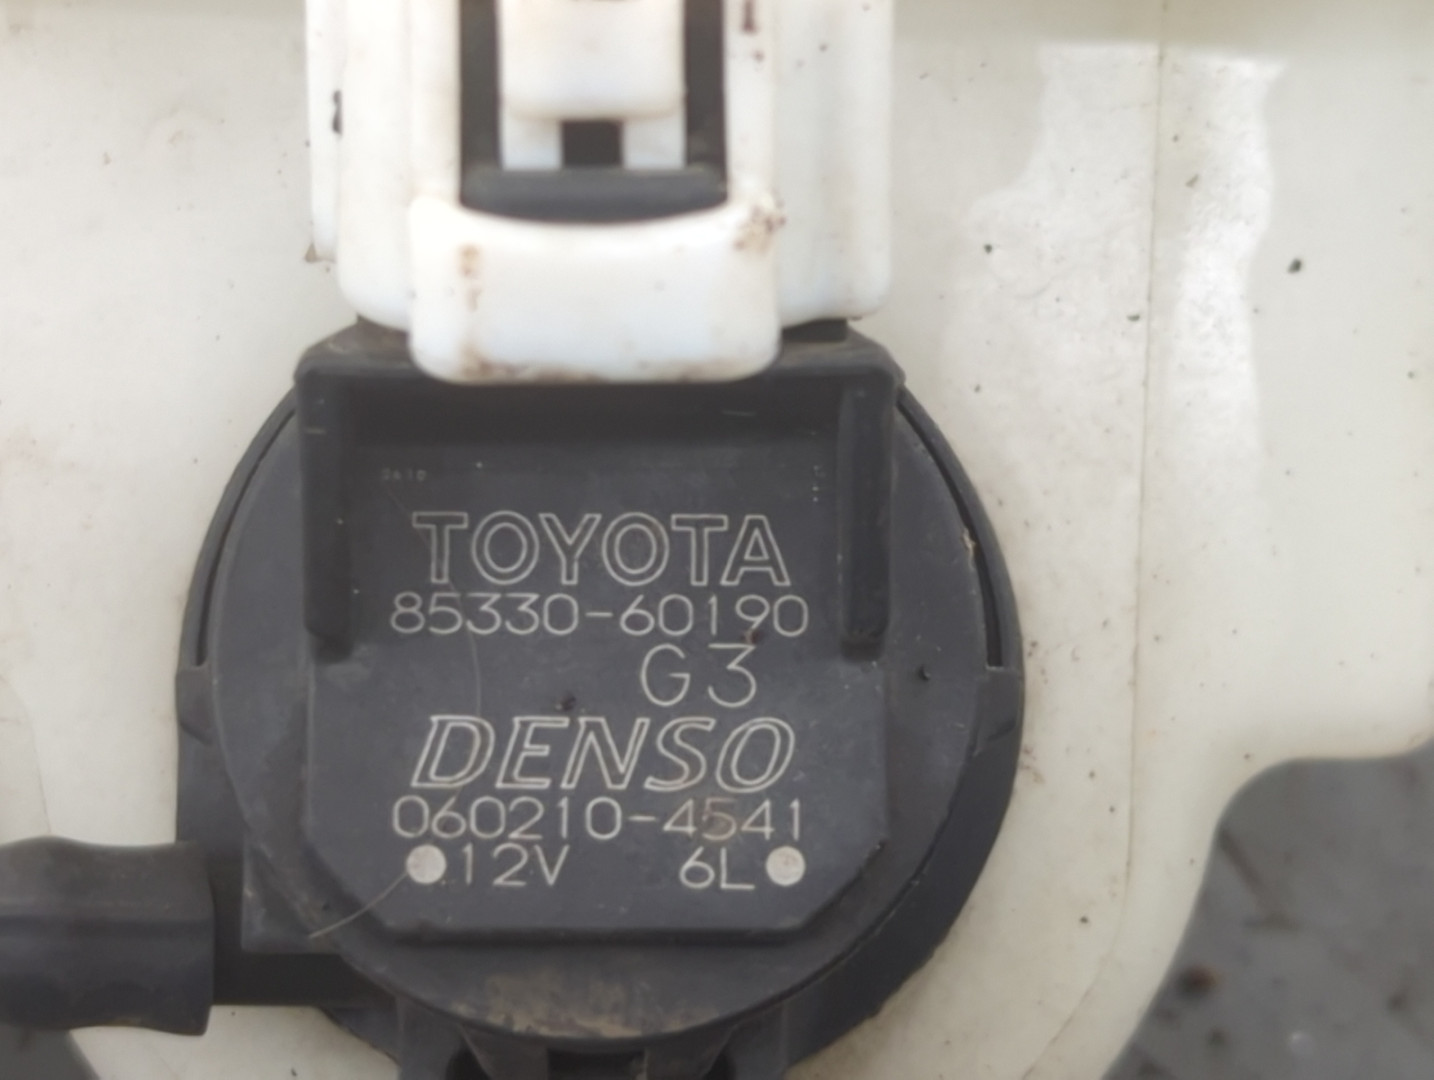 TOYOTA
85330-60190
G3
DENSO
060210-4541
12V 6L